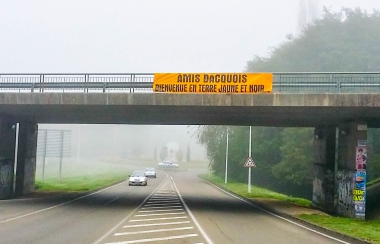 AMIS DACQUOIS
BIENVENUE EN TERRE JAUNE ET NOIR